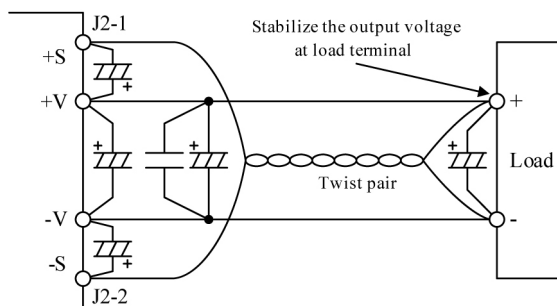 J2-1
Stabilize the output voltage
at load terminal
+S
+
+V
+
+
+
+
+
Load
Twist pair
-V
-
-S
+
J2-2